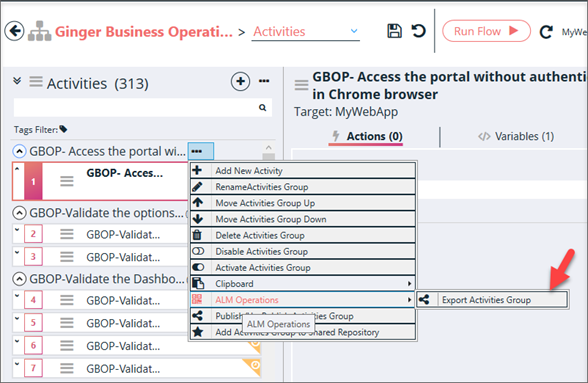 Ginger Business Operati... > Activities
Run Flow
MyWe
Activities (313)
Tags Filter:
GBOP- Access the portal wi...
1 GBOP- Acces...
GBOP-Validate the options...
2 GBOP-Validat...
3 GBOP-Validat...
GBOP-Validate the Dashbo...
4 GBOP-Validat...
5 GBOP-Validat...
6 GBOP-Validat...
7 GBOP-Validat...
Add New Activity
RenameActivities Group
Move Activities Group Up
Move Activities Group Down
Delete Activities Group
Disable Activities Group
Activate Activities Group
Clipboard
ALM Operations
Export Activities Group
Activities Group
ALM Operations
Add Activities Group to Shared Repository
GBOP- Access the portal without authenti
in Chrome browser
Target: MyWebApp
Actions (0)
Variables (1)